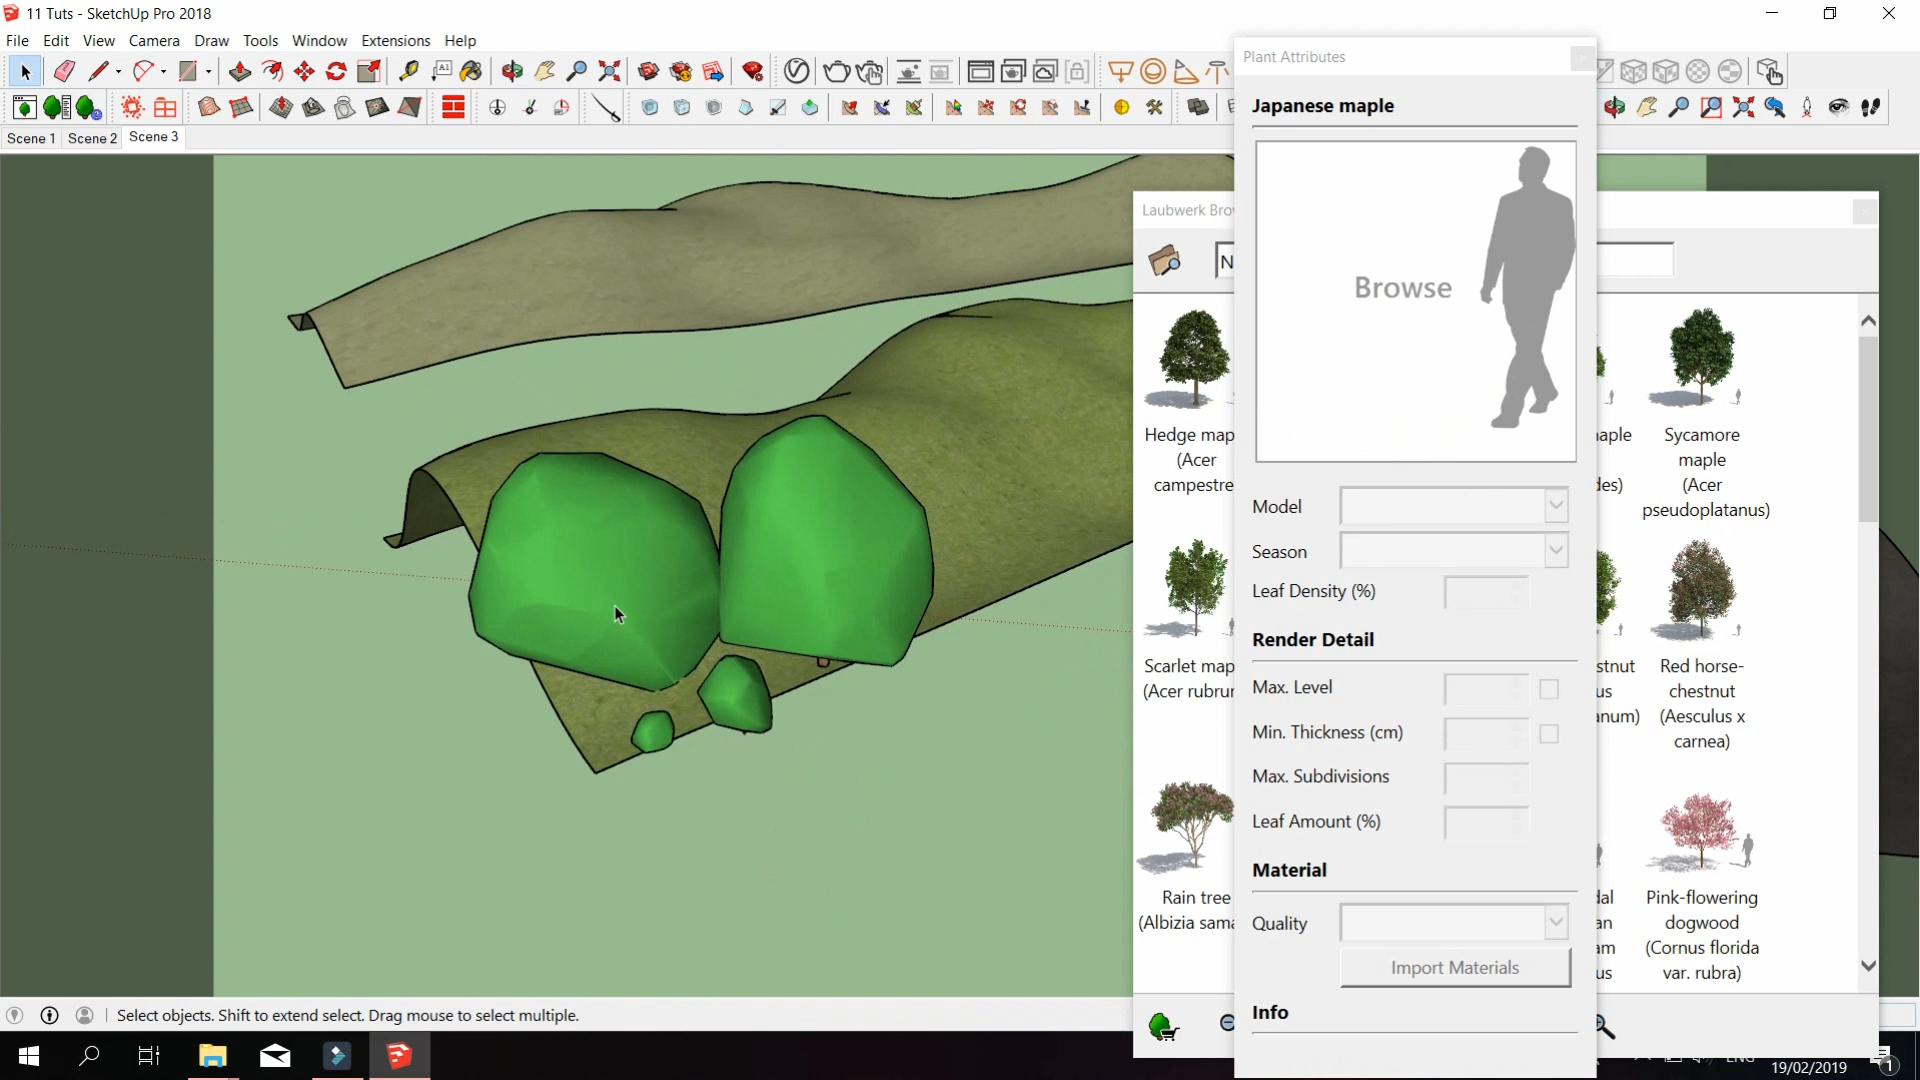 11 Tuts - SketchUp Pro 2018
File Edit View Camera Draw Tools Window Extensions Help
Scene 1 Scene 2 Scene 3
Plant Attributes
Japanese maple
Browse
Model
Season
Leaf Density (%)
Render Detail
Max. Level
Min. Thickness (cm)
Max. Subdivisions
Leaf Amount (%)
Material
Quality
Import Materials
Info
Laubwerk Bro
N
Hedge map
(Acer
campestre
aple
des)
Sycamore
maple
(Acer
pseudoplatanus)
Scarlet map
(Acer rubrur
stnut
us
anum)
Red horse-
chestnut
(Aesculus x
carnea)
Rain tree
(Albizia sama
dal
an
am
us
Pink-flowering
dogwood
(Cornus florida
var. rubra)
Select objects. Shift to extend select. Drag mouse to select multiple.
ENG
19/02/2019
1